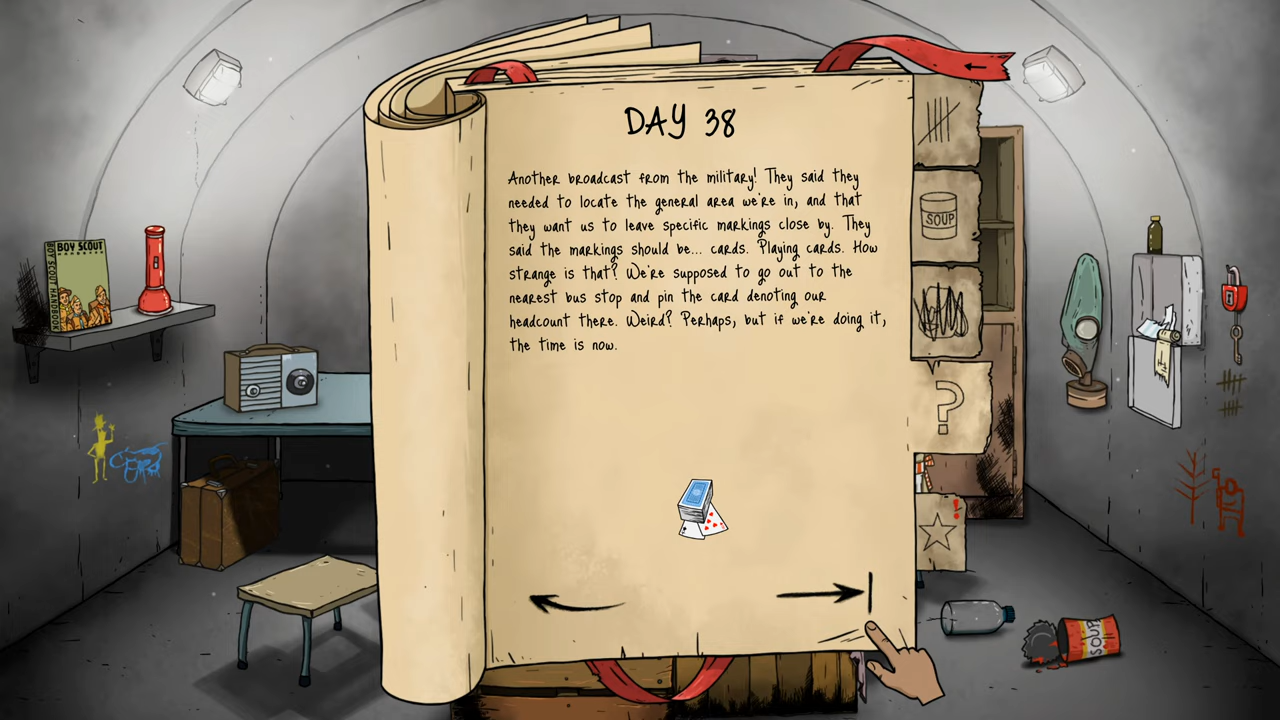 DAY 38
Another broadcast from the military! They said they
needed to locate the general area we're in, and that
they want us to leave specific markings close by. They
said the markings should be... cards. Playing cards. How
strange is that? We're supposed to go out to the
nearest bus stop and pin the card denoting our
headcount there. Weird? Perhaps, but if we're doing it,
the time is now.
BOY SCOUT
BOY SCOUT HANDBOOK
SOUP
?
!
SOUP